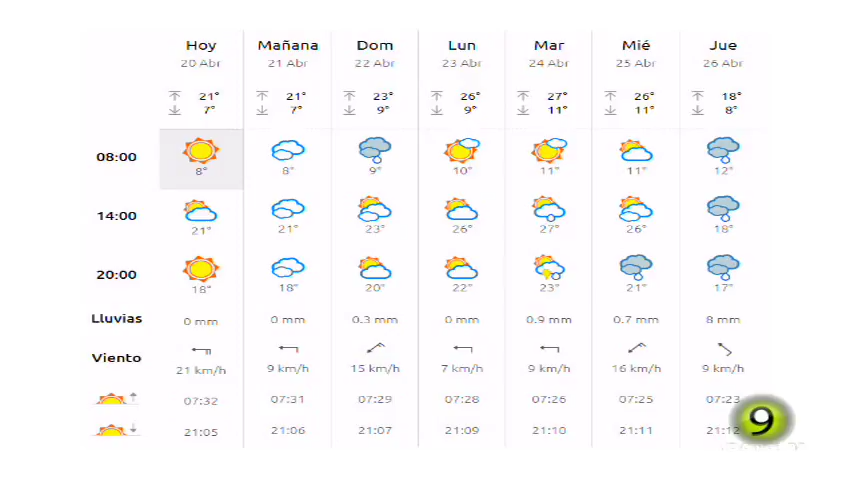 Hoy Mañana Dom Lun Mar Mié Jue
20 Abr 21 Abr 22 Abr 23 Abr 24 Abr 25 Abr 26 Abr
21° 21° 23° 26° 27° 26° 18°
7° 7° 9° 9° 11° 11° 8°
08:00 8° 8° 9° 10° 11° 11° 12°
14:00 21° 21° 23° 26° 27° 26° 18°
20:00 18° 18° 20° 22° 23° 21° 17°
Lluvias 0 mm 0 mm 0.3 mm 0 mm 0.9 mm 0.7 mm 8 mm
Viento 21 km/h 9 km/h 15 km/h 7 km/h 9 km/h 16 km/h 9 km/h
07:32 07:31 07:29 07:28 07:26 07:25 07:23
21:05 21:06 21:07 21:09 21:10 21:11 21:12
9